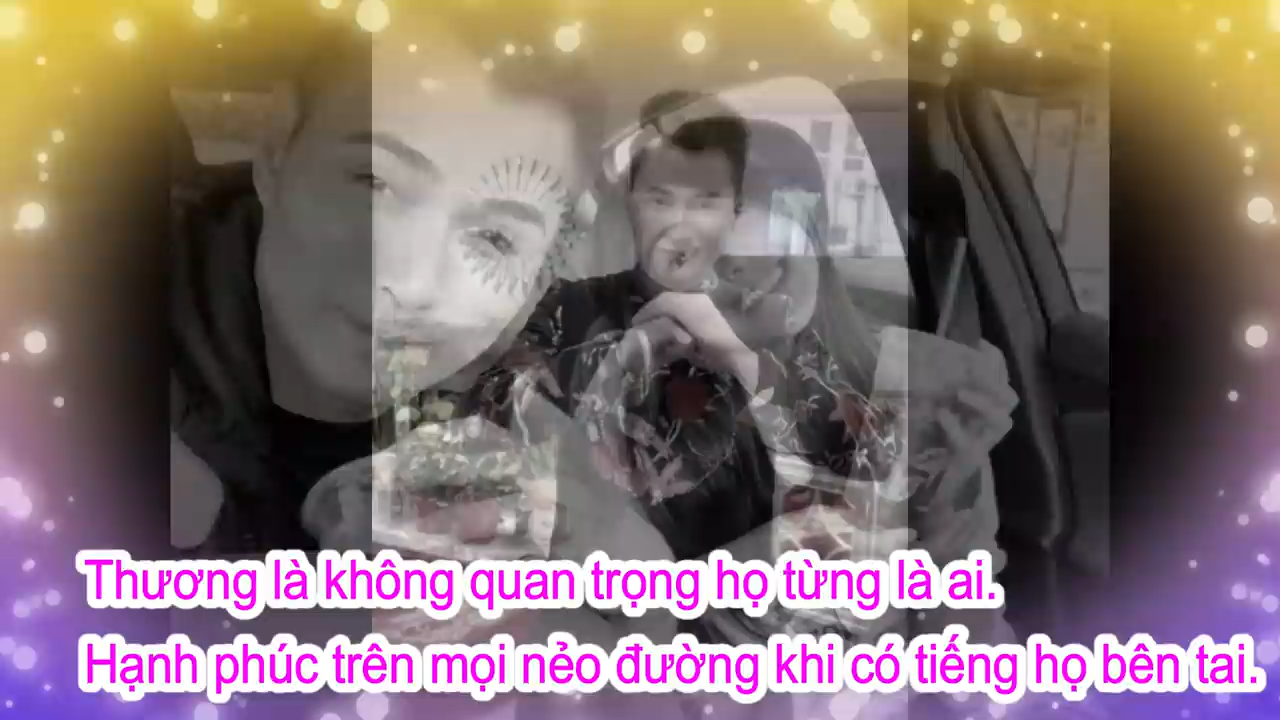 Thương là không quan trọng họ từng là ai.
Hạnh phúc trên mọi nẻo đường khi có tiếng họ bên tai.